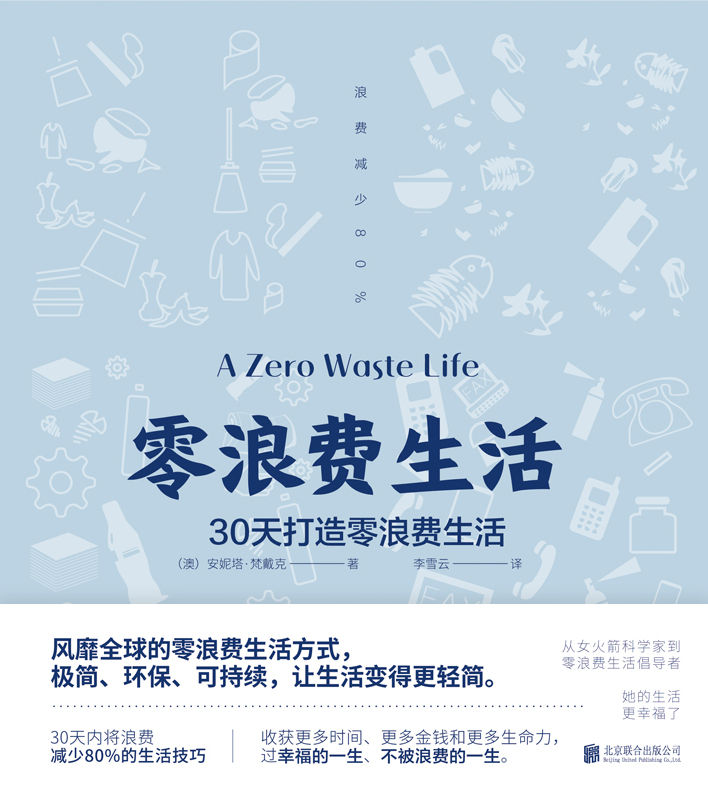 浪费减少80%
A Zero Waste Life
零浪费生活
30天打造零浪费生活
（澳）安妮塔·梵戴克 著 李雪云 译
风靡全球的零浪费生活方式，
极简、环保、可持续，让生活变得更轻简。
从女火箭科学家到
零浪费生活倡导者
她的生活
更幸福了
30天内将浪费
减少80%的生活技巧
收获更多时间、更多金钱和更多生命力，
过幸福的一生、不被浪费的一生。
北京联合出版公司
Beijing United Publishing Co.,Ltd.
FAX
FAX